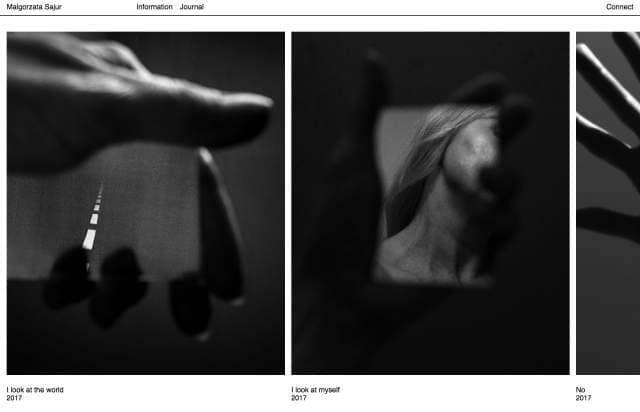 Malgorzata Sajur Information Journal Connect
I look at the world
2017
I look at myself
2017
No
2017